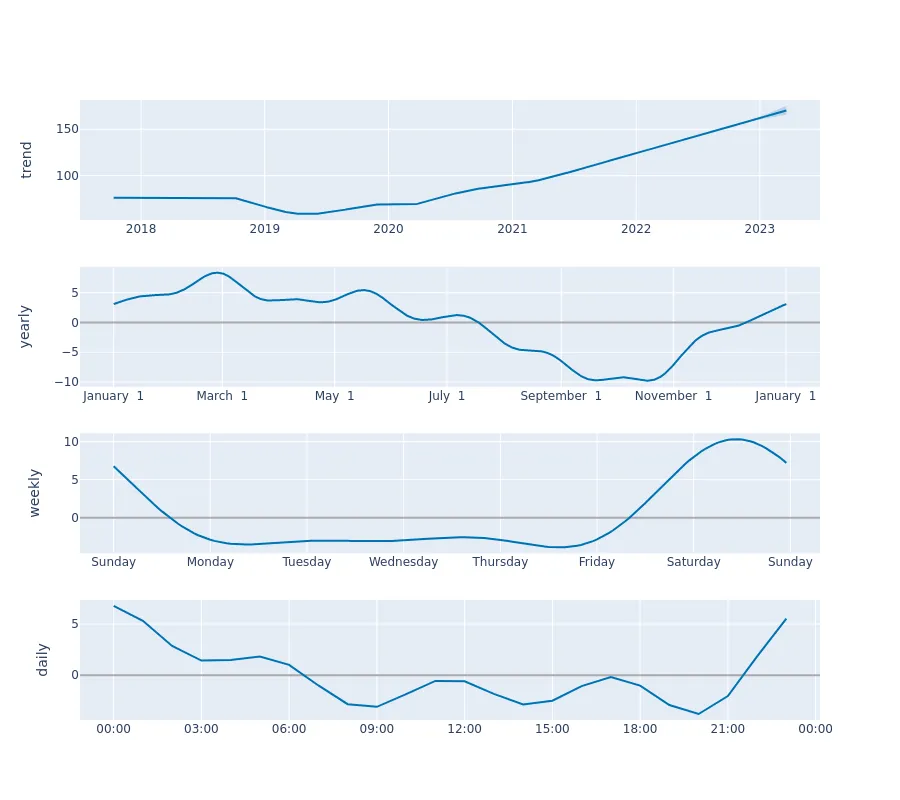 trend
150
100
2018 2019 2020 2021 2022 2023
yearly
5
0
−5
−10
January 1 March 1 May 1 July 1 September 1 November 1 January 1
weekly
10
5
0
Sunday Monday Tuesday Wednesday Thursday Friday Saturday Sunday
daily
5
0
00:00 03:00 06:00 09:00 12:00 15:00 18:00 21:00 00:00